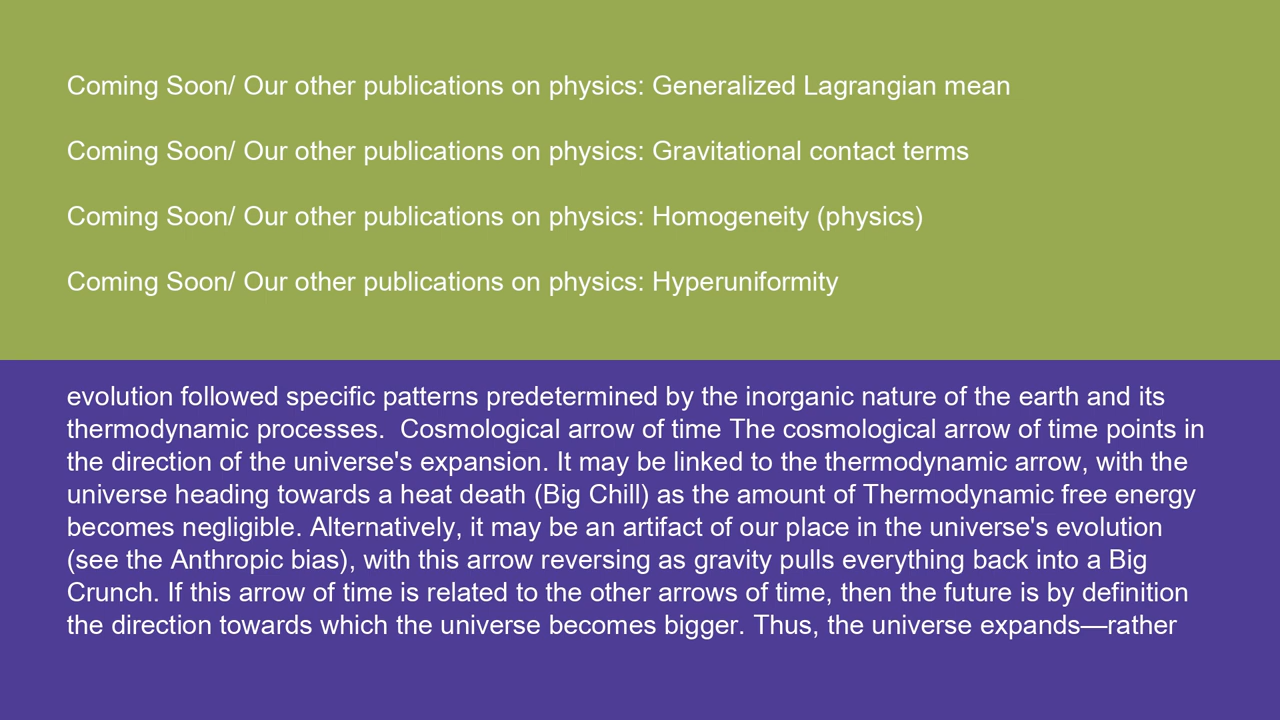 Coming Soon/ Our other publications on physics: Generalized Lagrangian mean
Coming Soon/ Our other publications on physics: Gravitational contact terms
Coming Soon/ Our other publications on physics: Homogeneity (physics)
Coming Soon/ Our other publications on physics: Hyperuniformity
evolution followed specific patterns predetermined by the inorganic nature of the earth and its
thermodynamic processes.  Cosmological arrow of time The cosmological arrow of time points in
the direction of the universe's expansion. It may be linked to the thermodynamic arrow, with the
universe heading towards a heat death (Big Chill) as the amount of Thermodynamic free energy
becomes negligible. Alternatively, it may be an artifact of our place in the universe's evolution
(see the Anthropic bias), with this arrow reversing as gravity pulls everything back into a Big
Crunch. If this arrow of time is related to the other arrows of time, then the future is by definition
the direction towards which the universe becomes bigger. Thus, the universe expands—rather